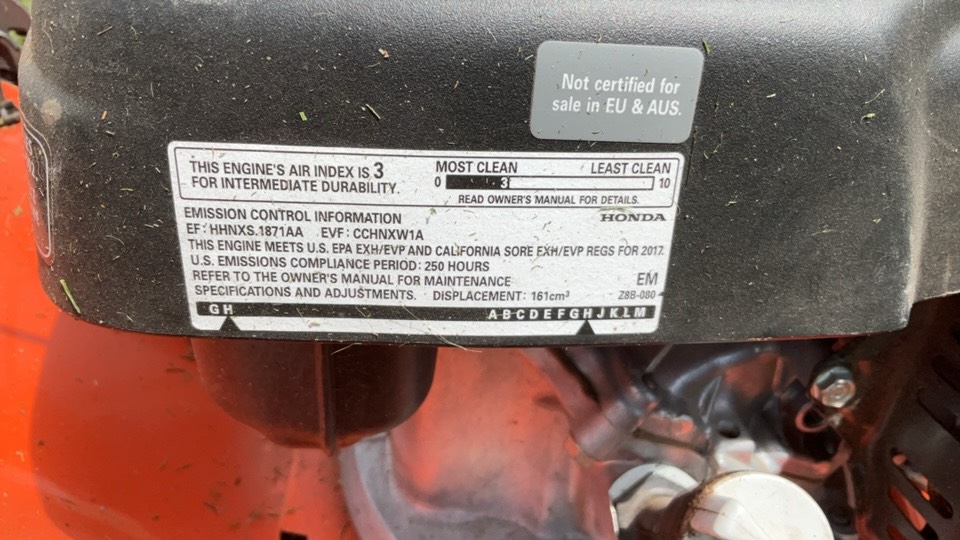 Not certified for
sale in EU & AUS.
THIS ENGINE'S AIR INDEX IS 3
FOR INTERMEDIATE DURABILITY.
MOST CLEAN LEAST CLEAN
0 3 10
READ OWNER'S MANUAL FOR DETAILS.
EMISSION CONTROL INFORMATION
HONDA
EF: HHNXS.1871AA EVF: CCHNXW1A
THIS ENGINE MEETS U.S. EPA EXH/EVP AND CALIFORNIA SORE EXH/EVP REGS FOR 2017.
U.S. EMISSIONS COMPLIANCE PERIOD: 250 HOURS
REFER TO THE OWNER'S MANUAL FOR MAINTENANCE
EM
SPECIFICATIONS AND ADJUSTMENTS. DISPLACEMENT: 161cm³
Z8B-080
GH ABCDEFGHJKLM